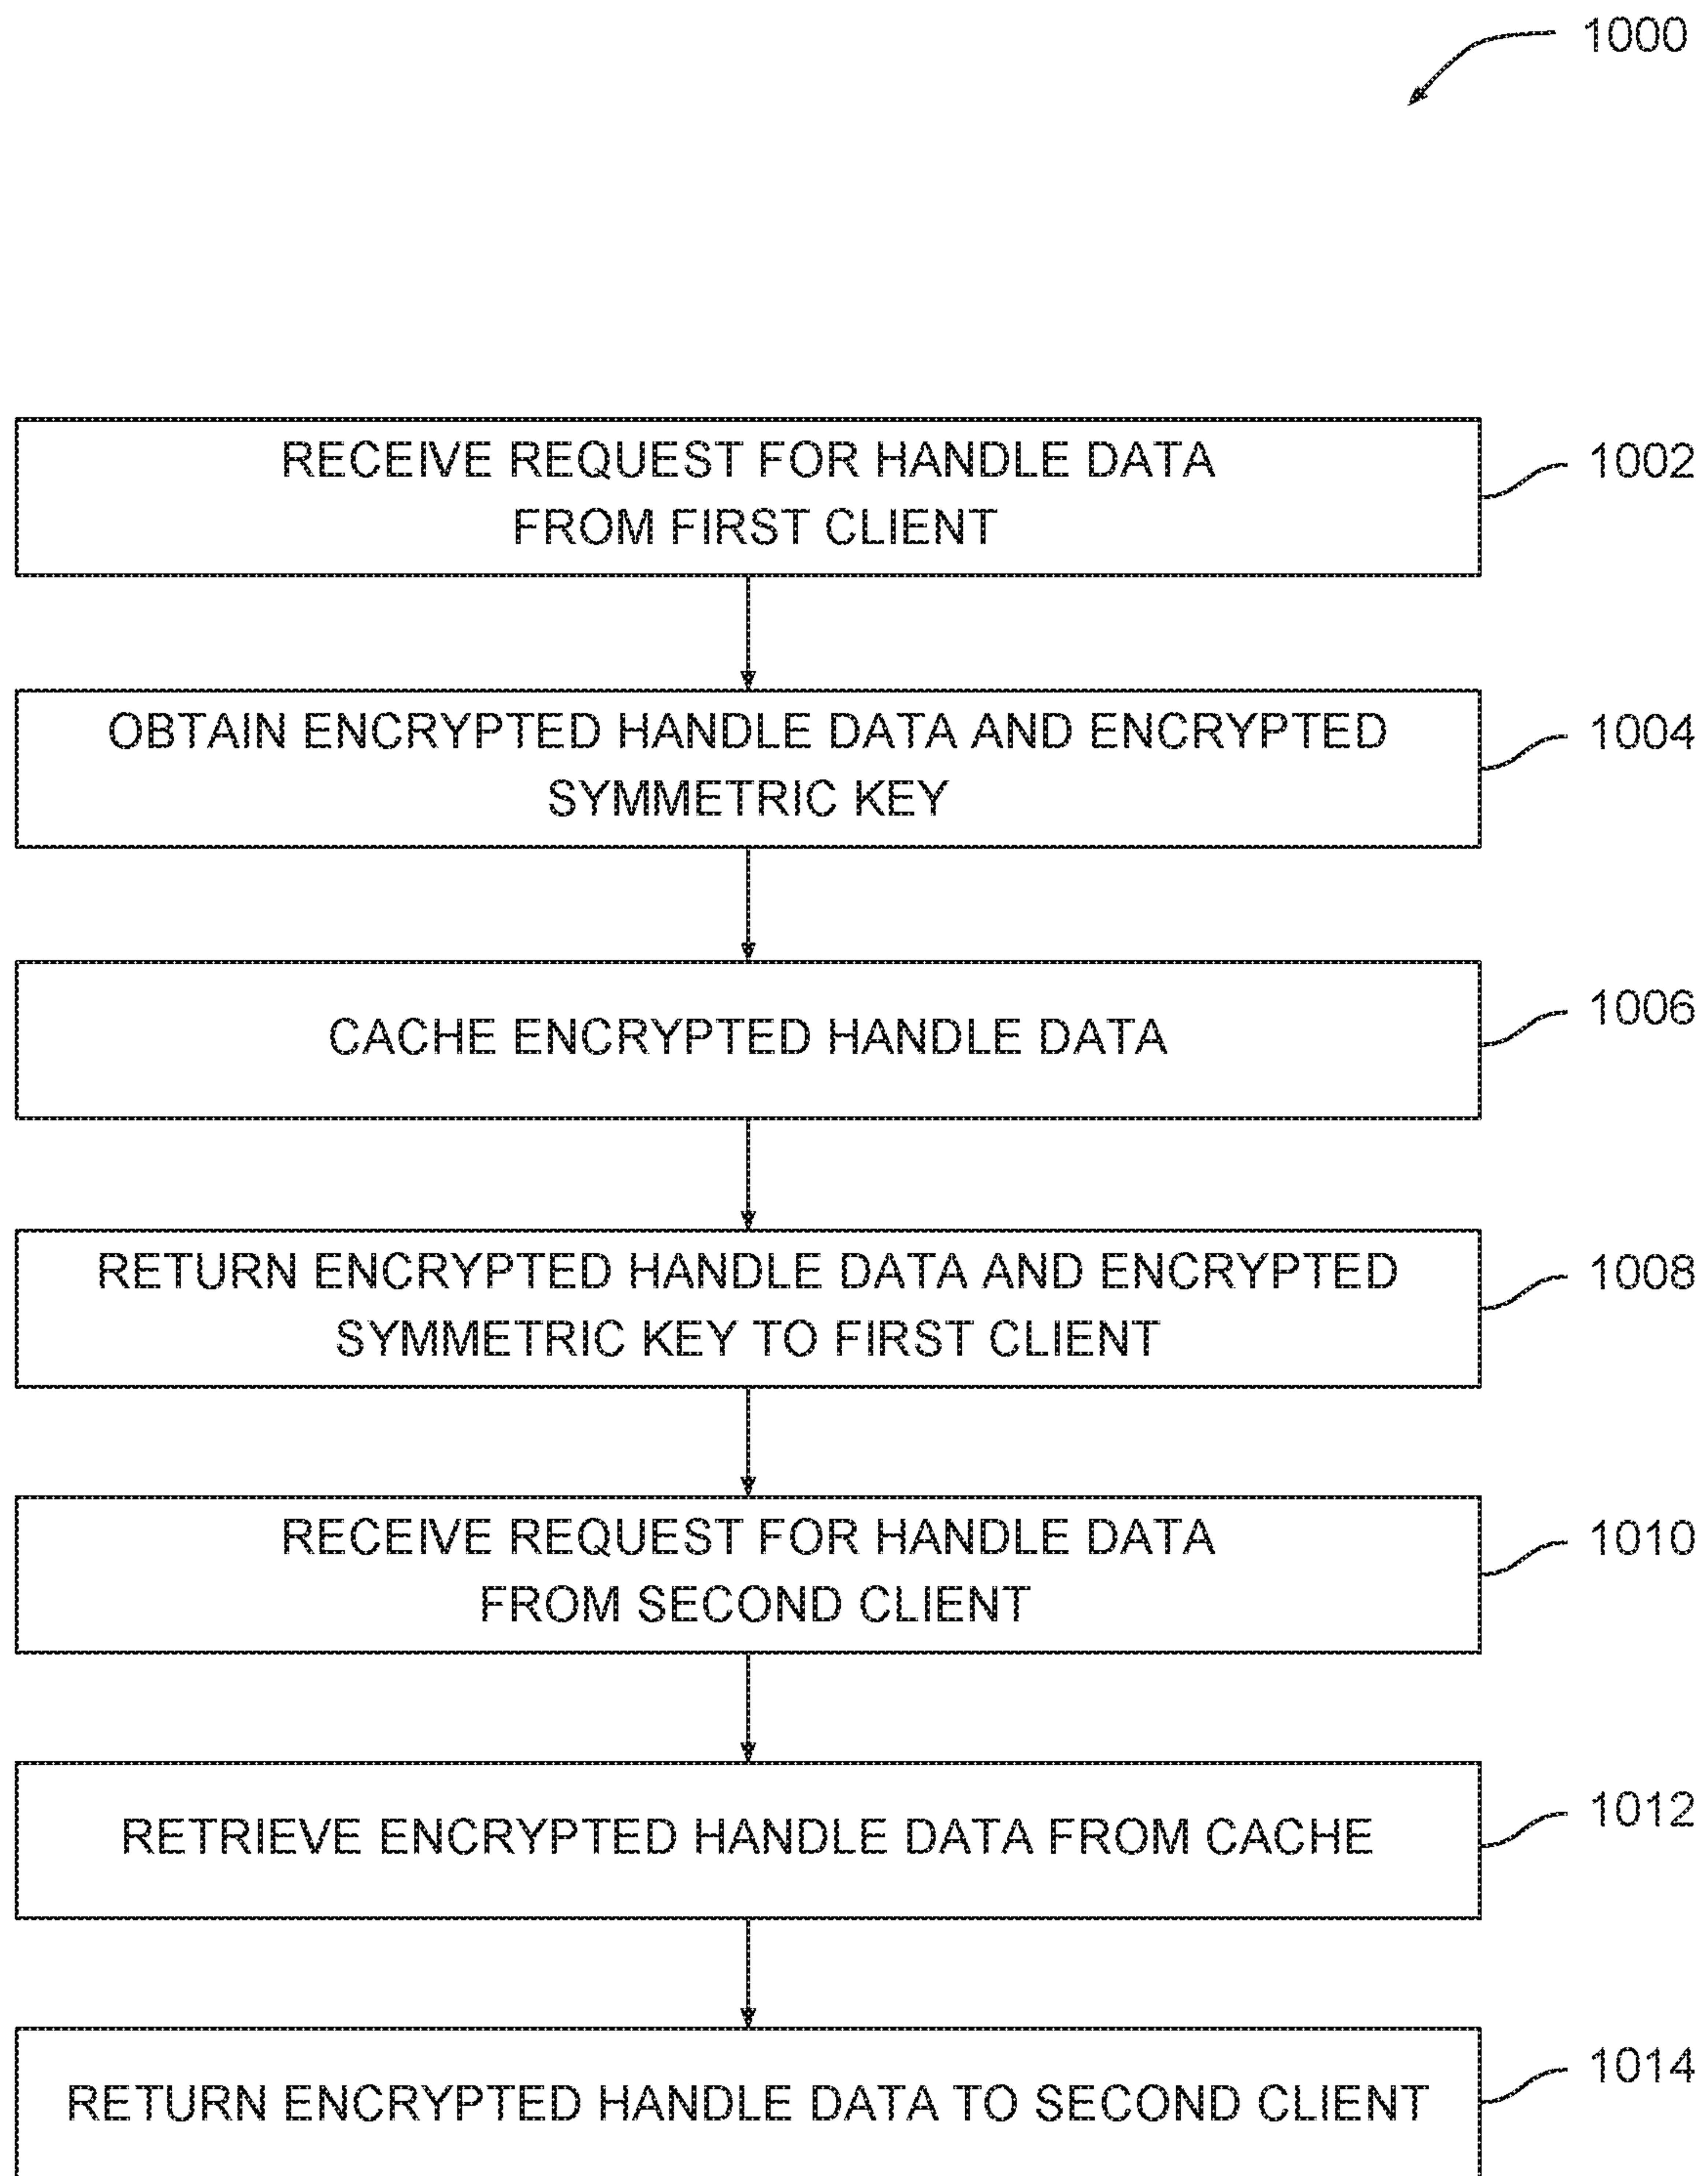 1000
RECEIVE REQUEST FOR HANDLE DATA
FROM FIRST CLIENT
1002
OBTAIN ENCRYPTED HANDLE DATA AND ENCRYPTED
SYMMETRIC KEY
1004
CACHE ENCRYPTED HANDLE DATA
1006
RETURN ENCRYPTED HANDLE DATA AND ENCRYPTED
SYMMETRIC KEY TO FIRST CLIENT
1008
RECEIVE REQUEST FOR HANDLE DATA
FROM SECOND CLIENT
1010
RETRIEVE ENCRYPTED HANDLE DATA FROM CACHE
1012
RETURN ENCRYPTED HANDLE DATA TO SECOND CLIENT
1014